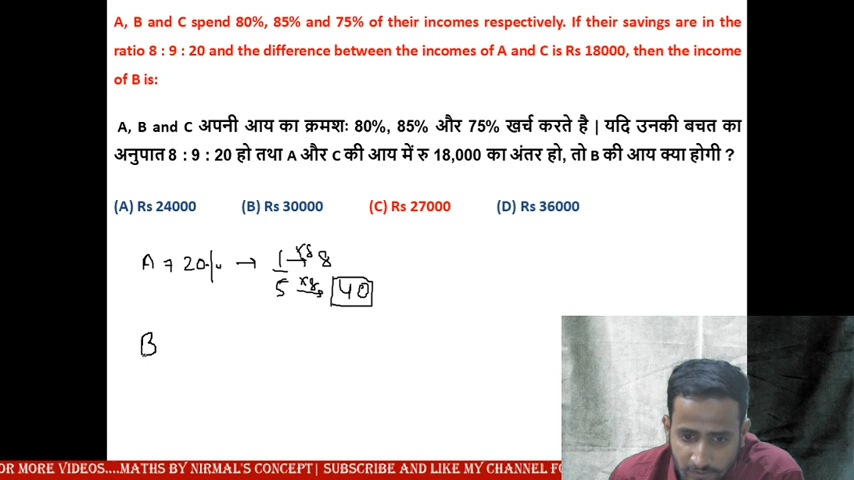 A, B and C spend 80%, 85% and 75% of their incomes respectively. If their savings are in the
ratio 8 : 9 : 20 and the difference between the incomes of A and C is Rs 18000, then the income
of B is:
A, B and C अपनी आय का क्रमशः 80%, 85% और 75% खर्च करते है | यदि उनकी बचत का
अनुपात 8 : 9 : 20 हो तथा A और C की आय में रु 18,000 का अंतर हो, तो B की आय क्या होगी ?
(A) Rs 24000 (B) Rs 30000 (C) Rs 27000 (D) Rs 36000
A → 20% → 1 ×8 → 8
5 ×8 → 40
B
OR MORE VIDEOS....MATHS BY NIRMAL'S CONCEPT| SUBSCRIBE AND LIKE MY CHANNEL FO